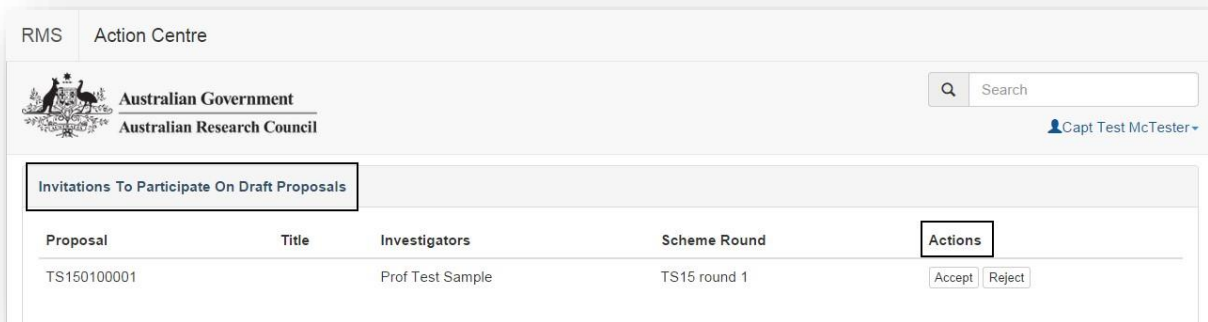 RMS Action Centre
Australian Government
Australian Research Council
Search
Capt Test McTester
Invitations To Participate On Draft Proposals
Proposal Title Investigators Scheme Round Actions
TS150100001 Prof Test Sample TS15 round 1 Accept Reject